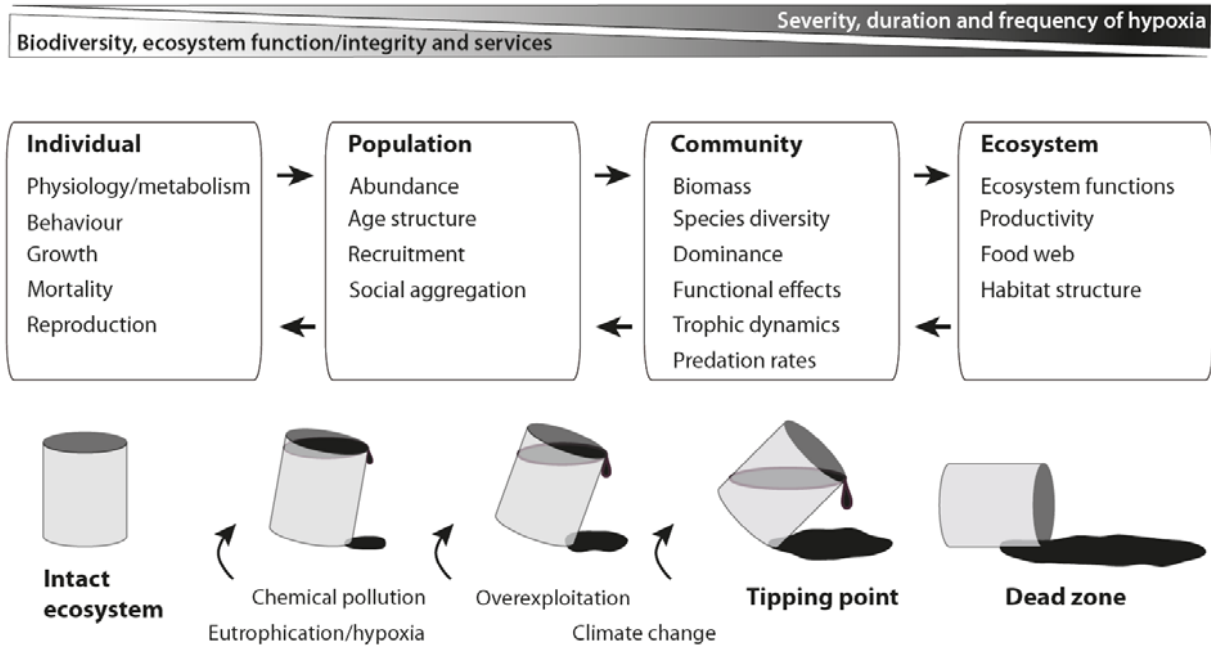 Severity, duration and frequency of hypoxia
Biodiversity, ecosystem function/integrity and services
Individual
Physiology/metabolism
Behaviour
Growth
Mortality
Reproduction
Population
Abundance
Age structure
Recruitment
Social aggregation
Community
Biomass
Species diversity
Dominance
Functional effects
Trophic dynamics
Predation rates
Ecosystem
Ecosystem functions
Productivity
Food web
Habitat structure
Intact
ecosystem
Chemical pollution
Eutrophication/hypoxia
Overexploitation
Climate change
Tipping point
Dead zone